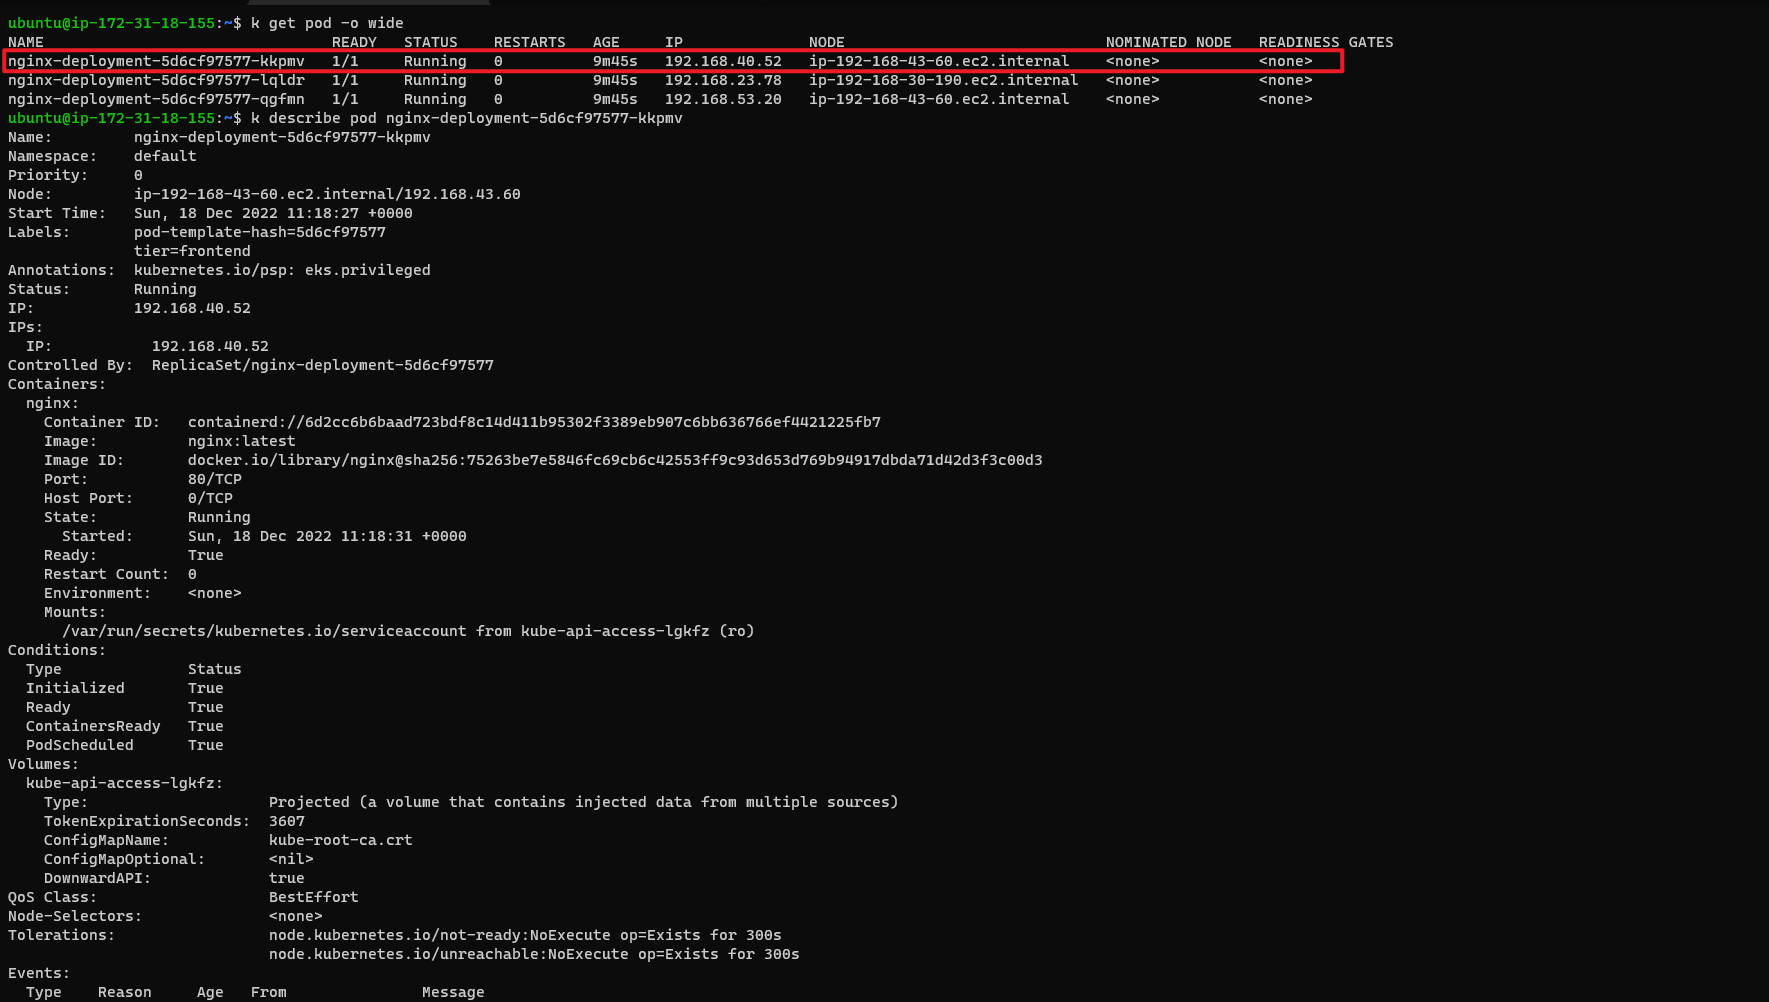 ubuntu@ip-172-31-18-155:~$ k get pod -o wide
NAME READY STATUS RESTARTS AGE IP NODE NOMINATED NODE READINESS GATES
nginx-deployment-5d6cf97577-kkpmv 1/1 Running 0 9m45s 192.168.40.52 ip-192-168-43-60.ec2.internal <none> <none>
nginx-deployment-5d6cf97577-lqldr 1/1 Running 0 9m45s 192.168.23.78 ip-192-168-30-190.ec2.internal <none> <none>
nginx-deployment-5d6cf97577-qgfmn 1/1 Running 0 9m45s 192.168.53.20 ip-192-168-43-60.ec2.internal <none> <none>
ubuntu@ip-172-31-18-155:~$ k describe pod nginx-deployment-5d6cf97577-kkpmv
Name: nginx-deployment-5d6cf97577-kkpmv
Namespace: default
Priority: 0
Node: ip-192-168-43-60.ec2.internal/192.168.43.60
Start Time: Sun, 18 Dec 2022 11:18:27 +0000
Labels: pod-template-hash=5d6cf97577
tier=frontend
Annotations: kubernetes.io/psp: eks.privileged
Status: Running
IP: 192.168.40.52
IPs:
IP: 192.168.40.52
Controlled By: ReplicaSet/nginx-deployment-5d6cf97577
Containers:
nginx:
Container ID: containerd://6d2cc6b6baad723bdf8c14d411b95302f3389eb907c6bb636766ef4421225fb7
Image: nginx:latest
Image ID: docker.io/library/nginx@sha256:75263be7e5846fc69cb6c42553ff9c93d653d769b94917dbda71d42d3f3c00d3
Port: 80/TCP
Host Port: 0/TCP
State: Running
Started: Sun, 18 Dec 2022 11:18:31 +0000
Ready: True
Restart Count: 0
Environment: <none>
Mounts:
/var/run/secrets/kubernetes.io/serviceaccount from kube-api-access-lgkfz (ro)
Conditions:
Type Status
Initialized True
Ready True
ContainersReady True
PodScheduled True
Volumes:
kube-api-access-lgkfz:
Type: Projected (a volume that contains injected data from multiple sources)
TokenExpirationSeconds: 3607
ConfigMapName: kube-root-ca.crt
ConfigMapOptional: <nil>
DownwardAPI: true
QoS Class: BestEffort
Node-Selectors: <none>
Tolerations: node.kubernetes.io/not-ready:NoExecute op=Exists for 300s
node.kubernetes.io/unreachable:NoExecute op=Exists for 300s
Events:
Type Reason Age From Message